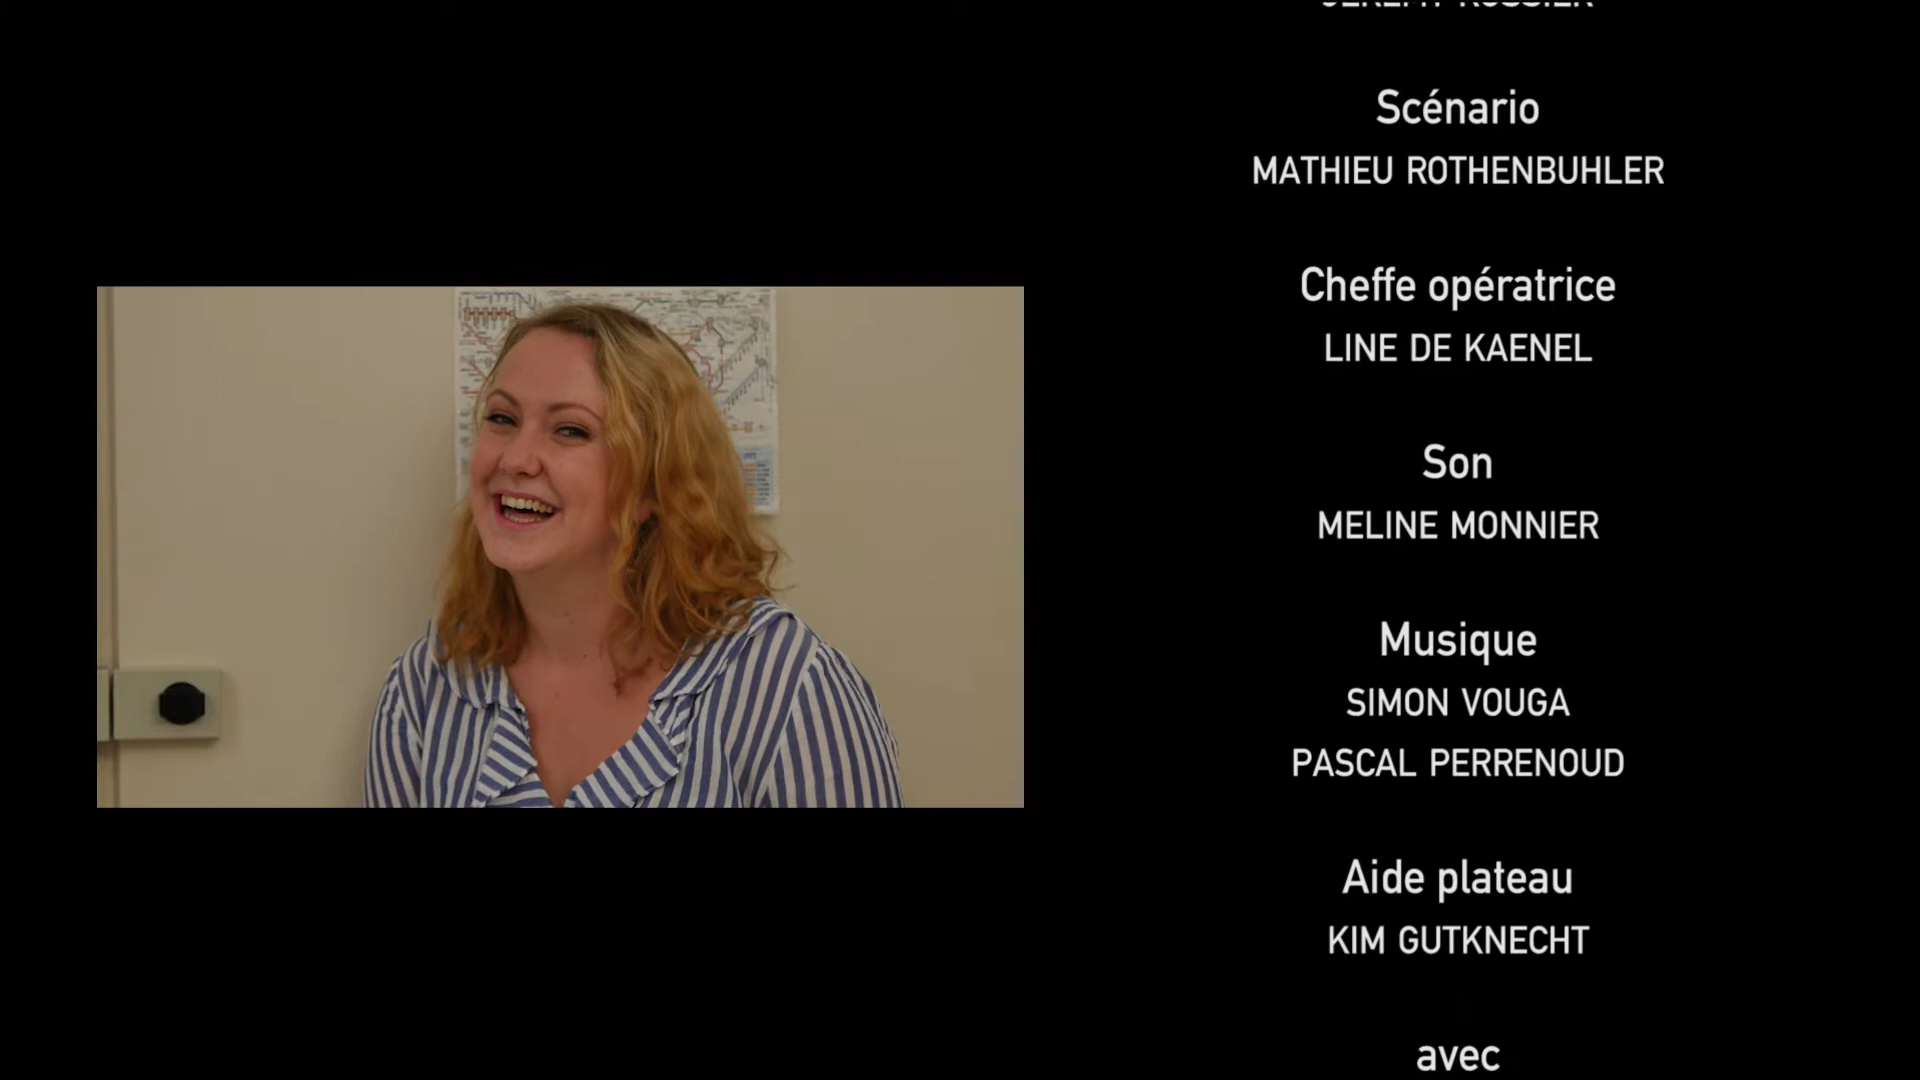 Scénario
MATHIEU ROTHENBUHLER
Cheffe opératrice
LINE DE KAENEL
Son
MELINE MONNIER
Musique
SIMON VOUGA
PASCAL PERRENOUD
Aide plateau
KIM GUTKNECHT
avec